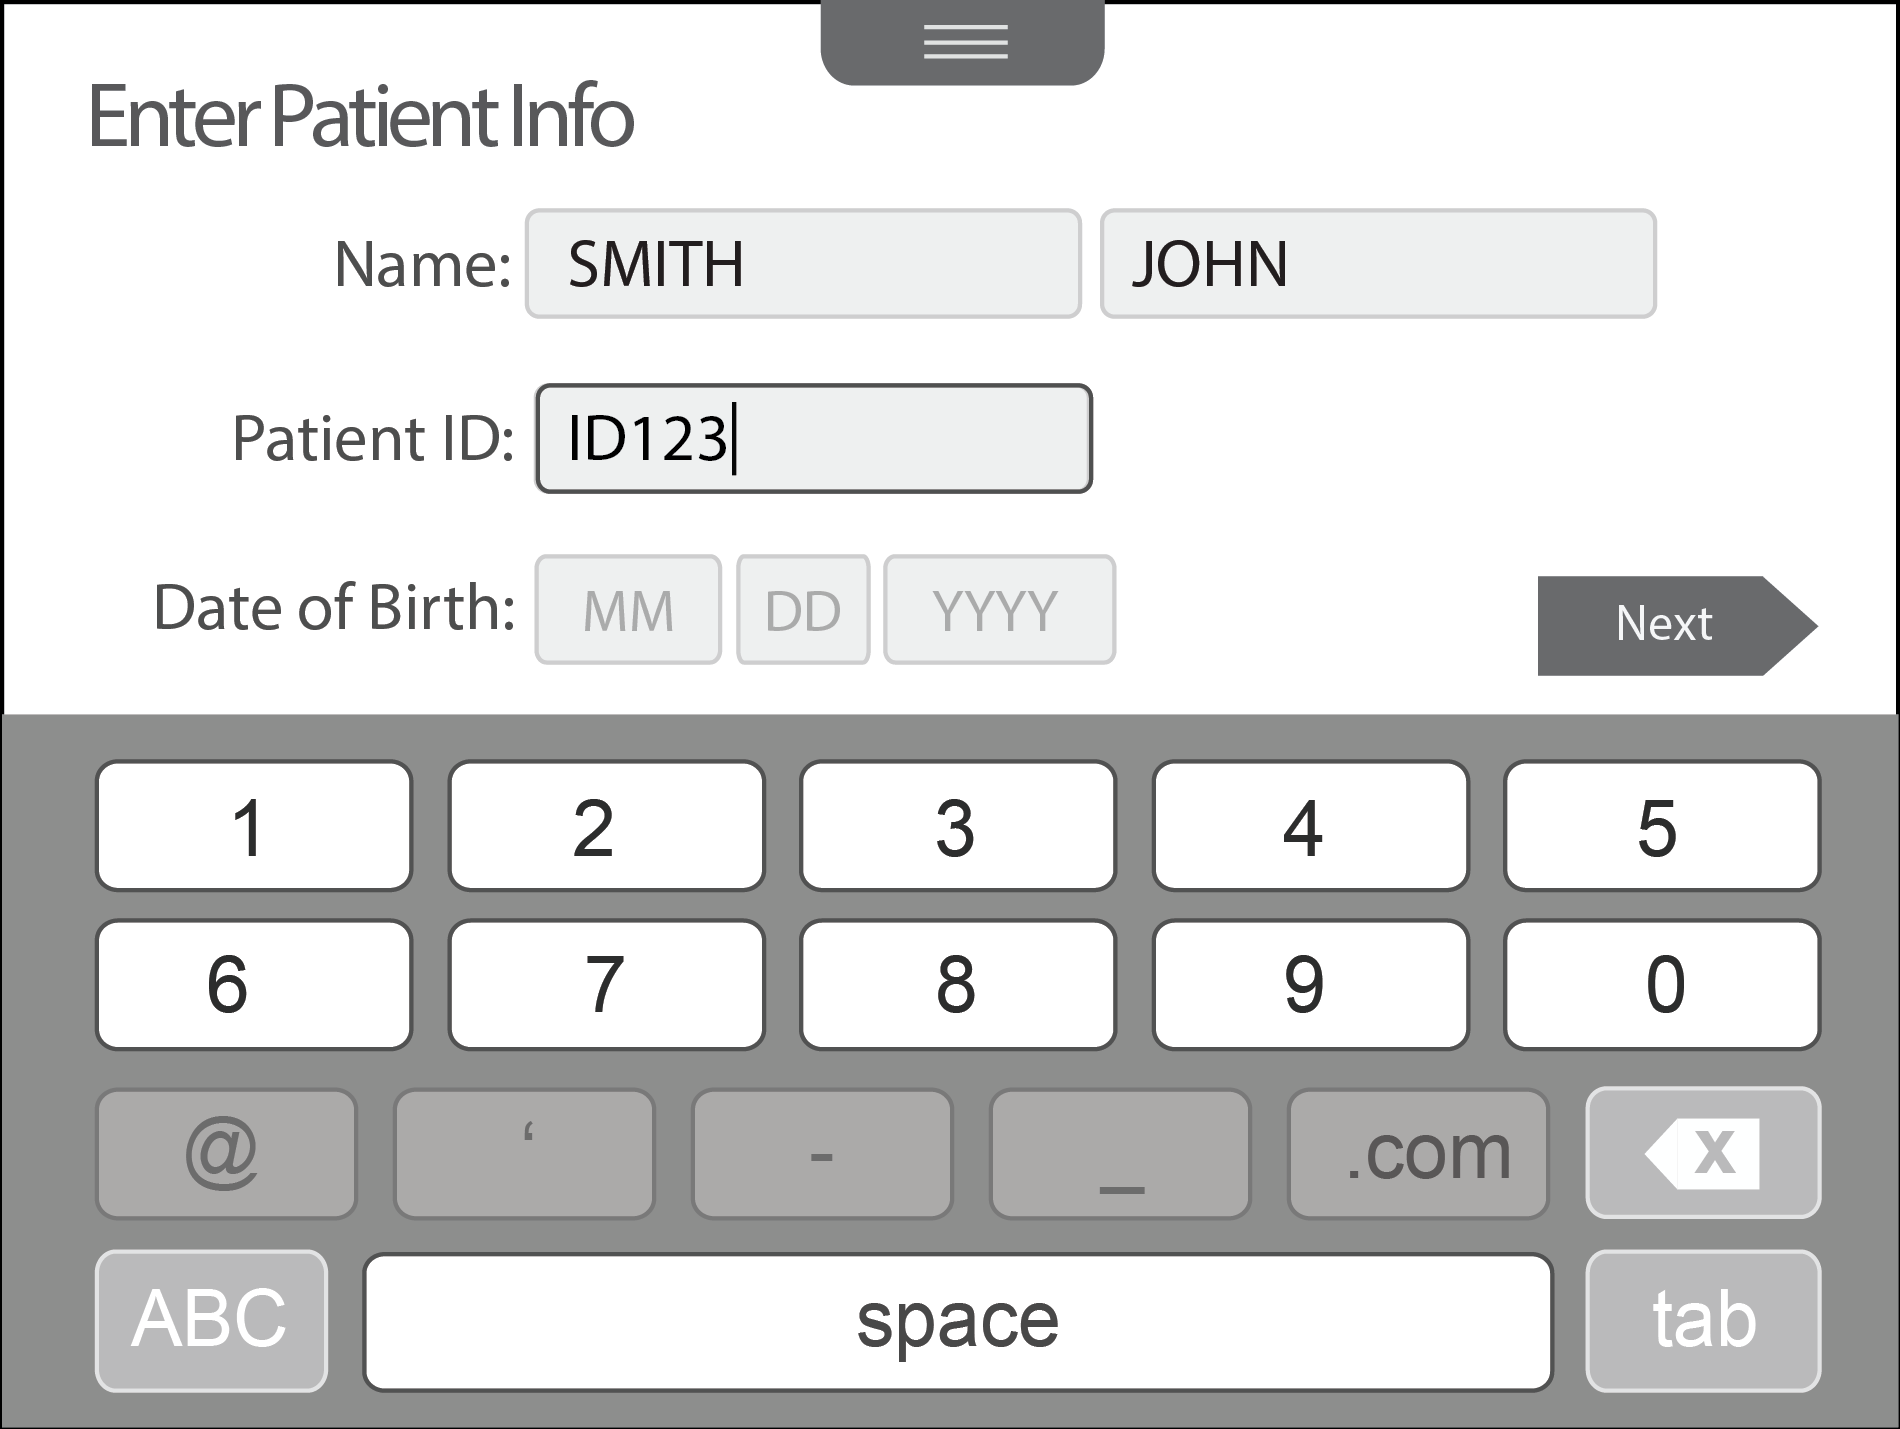 Enter Patient Info
Name: SMITH JOHN
Patient ID: ID123
Date of Birth: MM DD YYYY
Next
1 2 3 4 5
6 7 8 9 0
@ ‘ - _ .com X
ABC space tab